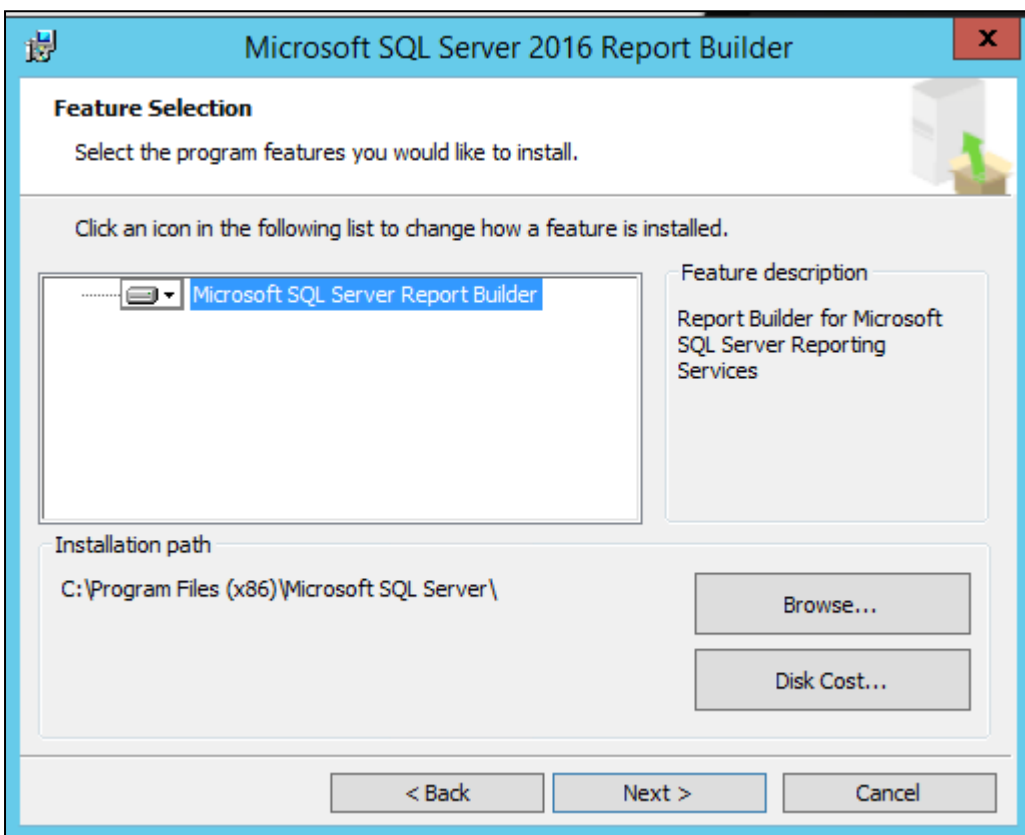 Microsoft SQL Server 2016 Report Builder
x
Feature Selection
Select the program features you would like to install.
Click an icon in the following list to change how a feature is installed.
Microsoft SQL Server Report Builder
Feature description
Report Builder for Microsoft
SQL Server Reporting
Services
Installation path
C:\Program Files (x86)\Microsoft SQL Server\
Browse...
Disk Cost...
< Back
Next >
Cancel